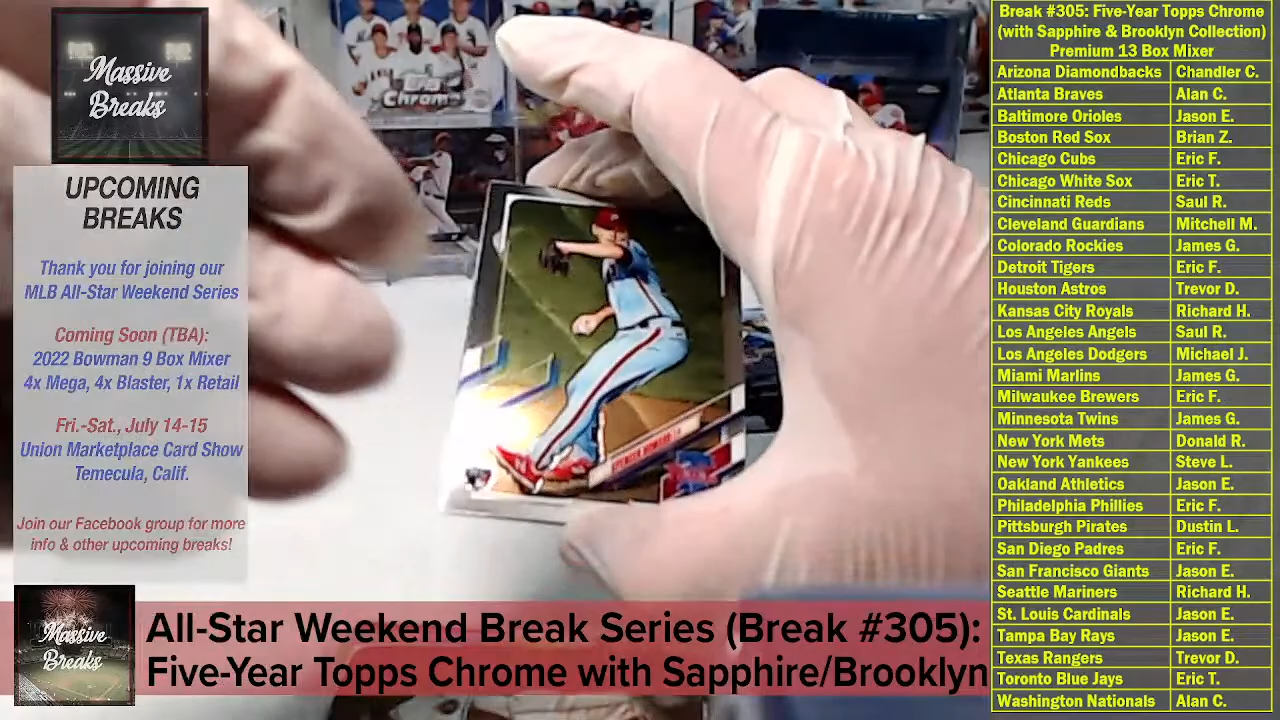 Massive
Breaks
UPCOMING
BREAKS
Thank you for joining our
MLB All-Star Weekend Series
Coming Soon (TBA):
2022 Bowman 9 Box Mixer
4x Mega, 4x Blaster, 1x Retail
Fri.-Sat., July 14-15
Union Marketplace Card Show
Temecula, Calif.
Join our Facebook group for more
info & other upcoming breaks!
Topps
Chrome
SPENCER HOWARD
Massive
Breaks
All-Star Weekend Break Series (Break #305):
Five-Year Topps Chrome with Sapphire/Brooklyn
Break #305: Five-Year Topps Chrome
(with Sapphire & Brooklyn Collection)
Premium 13 Box Mixer
Arizona Diamondbacks Chandler C.
Atlanta Braves Alan C.
Baltimore Orioles Jason E.
Boston Red Sox Brian Z.
Chicago Cubs Eric F.
Chicago White Sox Eric T.
Cincinnati Reds Saul R.
Cleveland Guardians Mitchell M.
Colorado Rockies James G.
Detroit Tigers Eric F.
Houston Astros Trevor D.
Kansas City Royals Richard H.
Los Angeles Angels Saul R.
Los Angeles Dodgers Michael J.
Miami Marlins James G.
Milwaukee Brewers Eric F.
Minnesota Twins James G.
New York Mets Donald R.
New York Yankees Steve L.
Oakland Athletics Jason E.
Philadelphia Phillies Eric F.
Pittsburgh Pirates Dustin L.
San Diego Padres Eric F.
San Francisco Giants Jason E.
Seattle Mariners Richard H.
St. Louis Cardinals Jason E.
Tampa Bay Rays Jason E.
Texas Rangers Trevor D.
Toronto Blue Jays Eric T.
Washington Nationals Alan C.